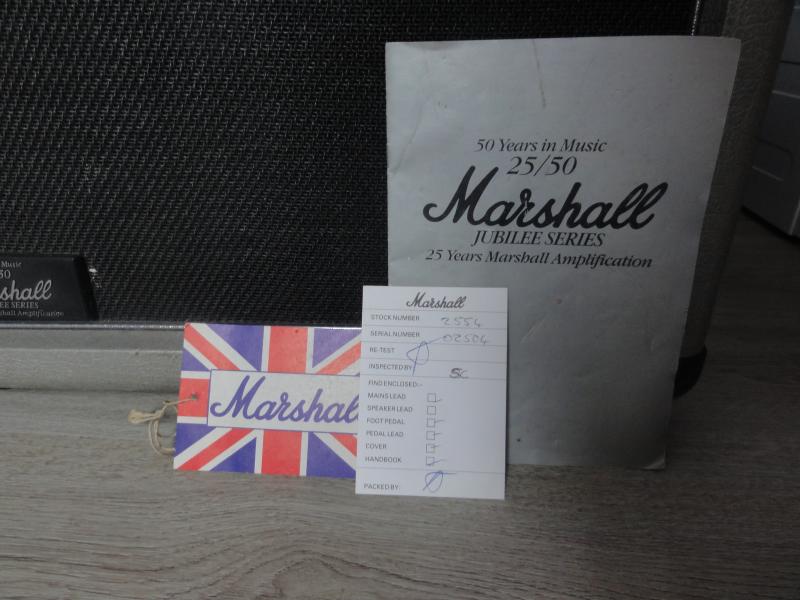 50 Years in Music
25/50
Marshall
JUBILEE SERIES
25 Years Marshall Amplification
Music
50
shall
EE SERIES
shall Amplification
Marshal
Marshall
STOCK NUMBER 2554
SERIAL NUMBER 02504
RE-TEST
INSPECTED BY SC
FIND ENCLOSED:-
MAINS LEAD
SPEAKER LEAD
FOOT PEDAL
PEDAL LEAD
COVER
HANDBOOK
PACKED BY: